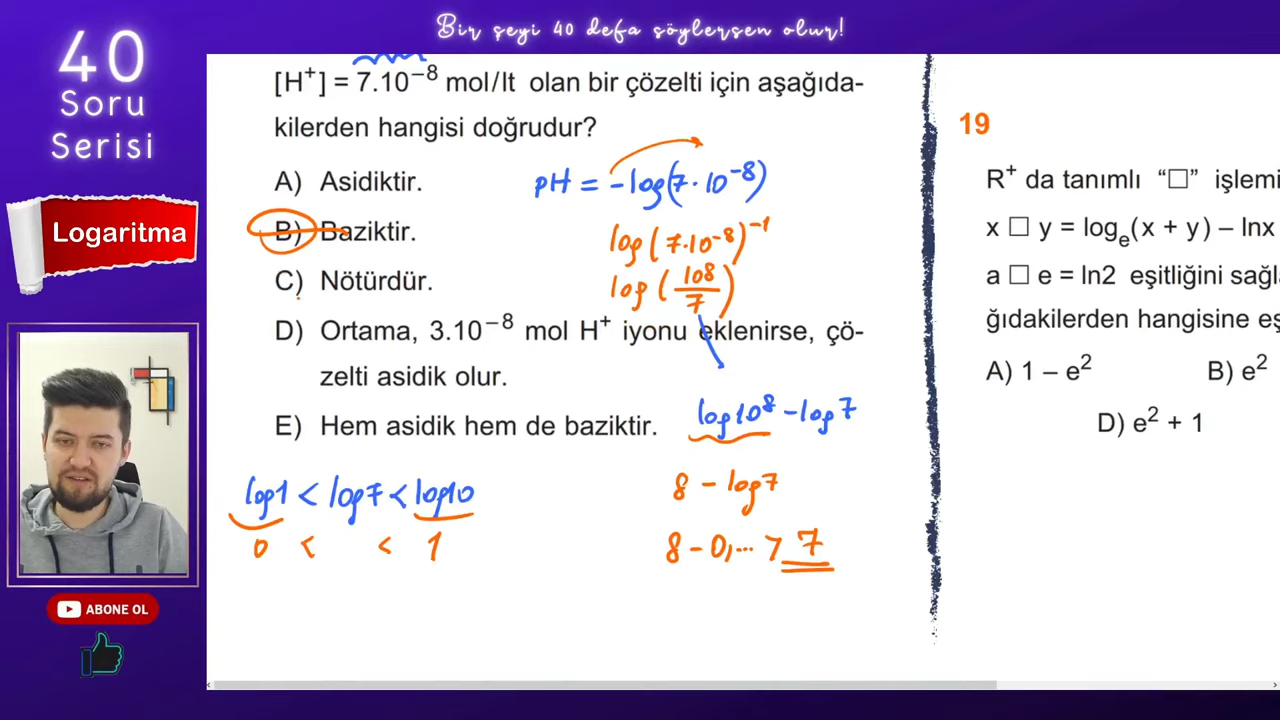 Bir şeyi 40 defa söylersen olur!
40
Soru
Serisi
Logaritma
ABONE OL
[H⁺] = 7.10⁻⁸ mol/lt olan bir çözelti için aşağıda-
kilerden hangisi doğrudur?
A) Asidiktir.
B) Baziktir.
C) Nötürdür.
D) Ortama, 3.10⁻⁸ mol H⁺ iyonu eklenirse, çö-
zelti asidik olur.
E) Hem asidik hem de baziktir.
pH = -log(7·10⁻⁸)
log(7·10⁻⁸)⁻¹
log(10⁸/7)
log10⁸ - log7
8 - log7
8 - 0,... > 7
log1 < log7 < log10
0 < < 1
19
R⁺ da tanımlı “□” işlemi
x □ y = logₑ(x + y) – lnx
a □ e = ln2 eşitliğini sağl
ğıdakilerden hangisine eş
A) 1 – e²
B) e²
D) e² + 1